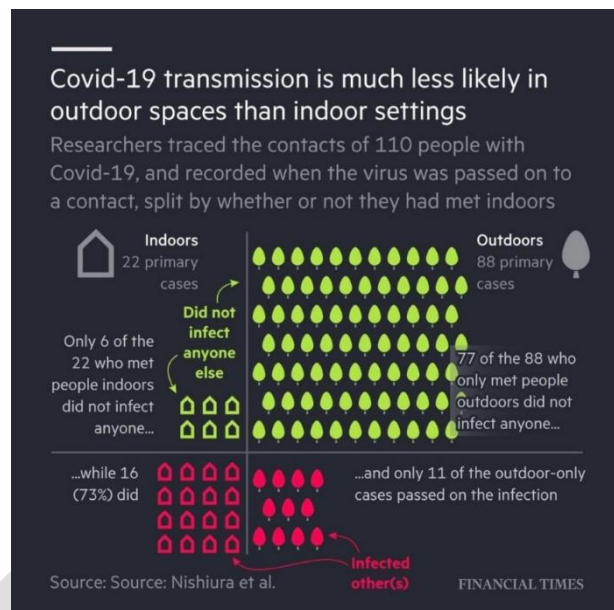 Covid-19 transmission is much less likely in
outdoor spaces than indoor settings
Researchers traced the contacts of 110 people with
Covid-19, and recorded when the virus was passed on to
a contact, split by whether or not they had met indoors
Indoors
22 primary
cases
Outdoors
88 primary
cases
Did not
infect
anyone
else
Only 6 of the
22 who met
people indoors
did not infect
anyone...
77 of the 88 who
only met people
outdoors did not
infect anyone...
...while 16
(73%) did
...and only 11 of the outdoor-only
cases passed on the infection
Infected
other(s)
Source: Source: Nishiura et al.
FINANCIAL TIMES